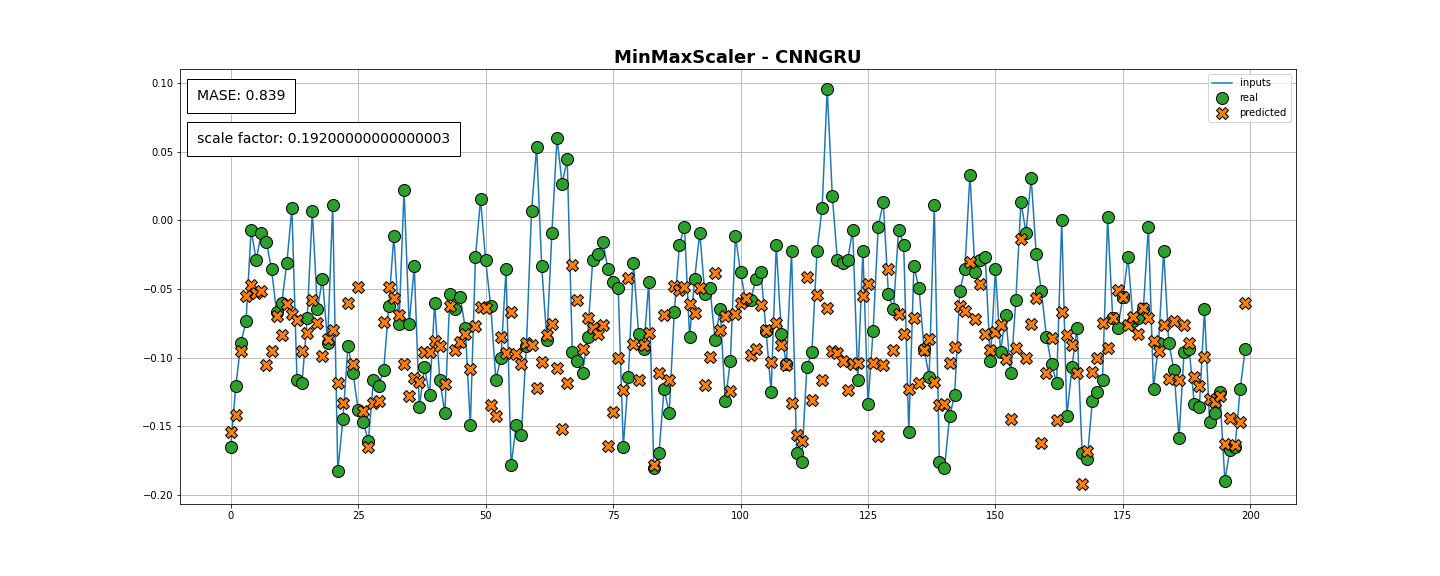 MinMaxScaler - CNNGRU
MASE: 0.839
scale factor: 0.19200000000000003
inputs
real
predicted
0.10
0.05
0.00
−0.05
−0.10
−0.15
−0.20
0 25 50 75 100 125 150 175 200